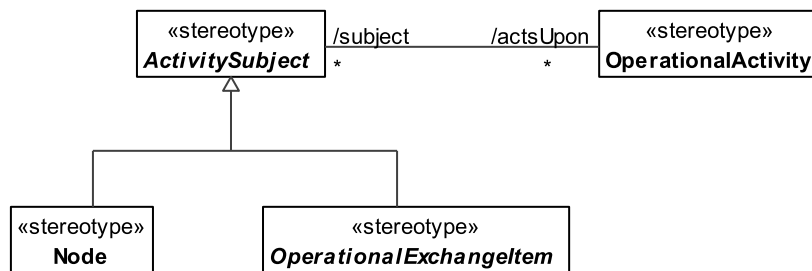 «stereotype»
ActivitySubject
/subject
/actsUpon
*
*
«stereotype»
OperationalActivity
«stereotype»
Node
«stereotype»
OperationalExchangeItem